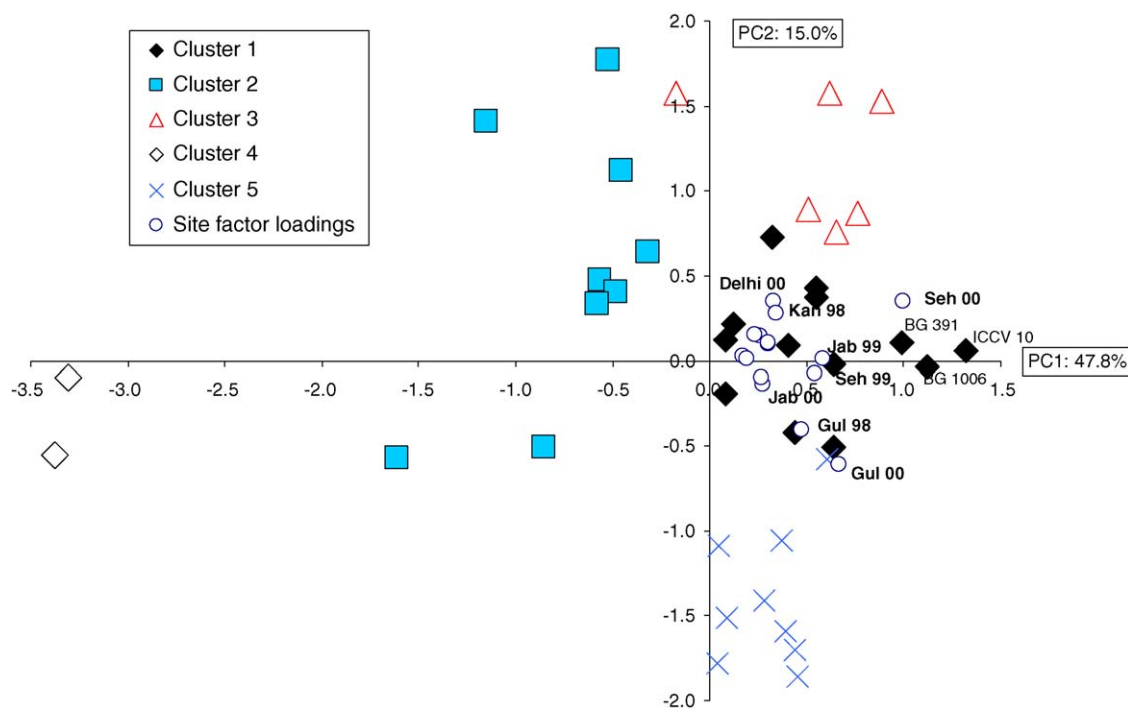 2.0
PC2: 15.0%
Cluster 1
Cluster 2
Cluster 3
Cluster 4
Cluster 5
Site factor loadings
1.5
1.0
0.5
Delhi 00
Kan 98
Seh 00
BG 391
ICCV 10
Jab 99
0.0
PC1: 47.8%
-3.5
-3.0
-2.5
-2.0
-1.5
-1.0
-0.5
0.0
0.5
1.0
1.5
Seh 99
BG 1006
Jab 00
Gul 98
-0.5
Gul 00
-1.0
-1.5
-2.0